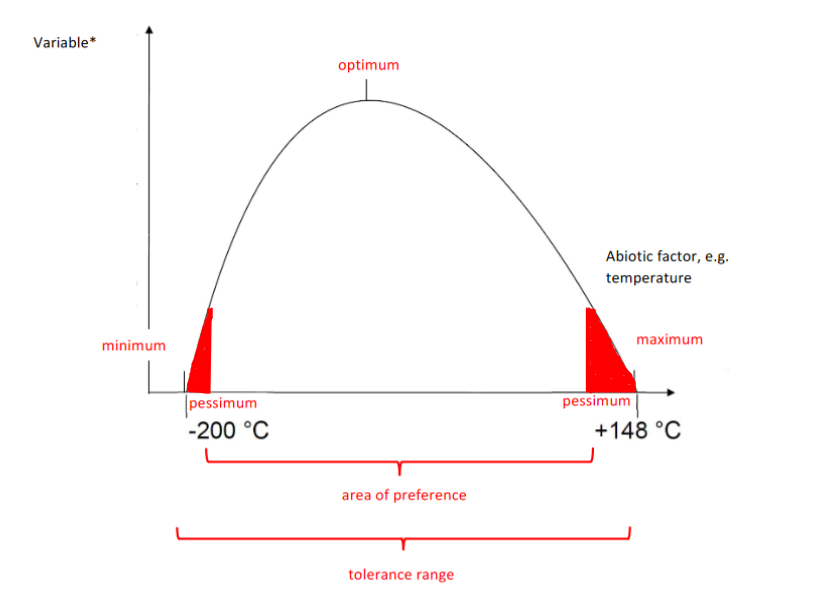 Variable*
optimum
Abiotic factor, e.g.
temperature
minimum
maximum
pessimum
pessimum
-200 °C
+148 °C
area of preference
tolerance range